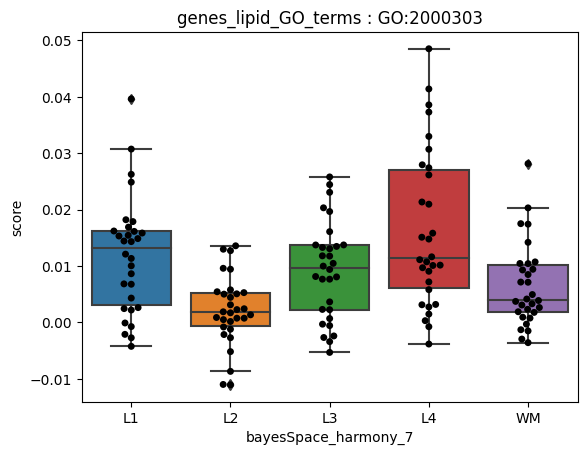 genes_lipid_GO_terms : GO:2000303
0.05
0.04
0.03
0.02
0.01
0.00
−0.01
score
L1 L2 L3 L4 WM
bayesSpace_harmony_7